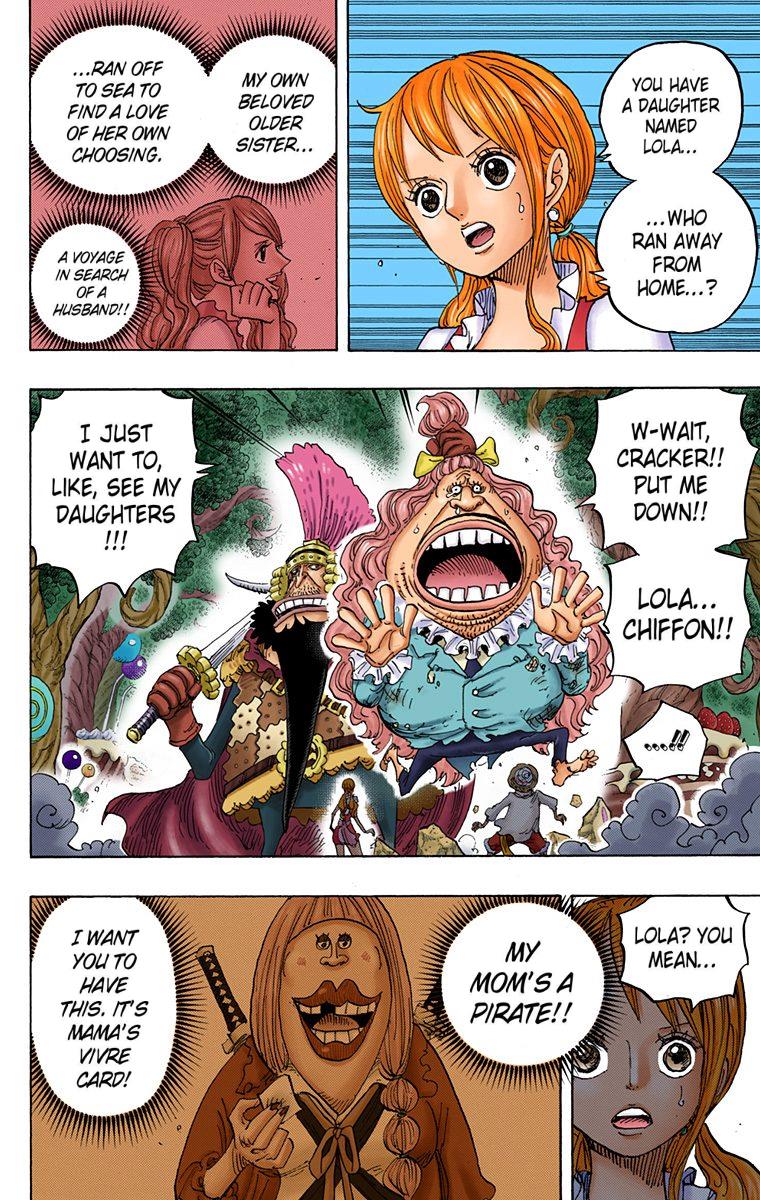 YOU HAVE
A DAUGHTER
NAMED
LOLA...
...WHO
RAN AWAY
FROM
HOME...?
MY OWN
BELOVED
OLDER
SISTER...
...RAN OFF
TO SEA TO
FIND A LOVE
OF HER OWN
CHOOSING.
A VOYAGE
IN SEARCH
OF A
HUSBAND!!
W-WAIT,
CRACKER!!
PUT ME
DOWN!!
LOLA...
CHIFFON!!
I JUST
WANT TO,
LIKE, SEE MY
DAUGHTERS
!!!
.....!!
LOLA? YOU
MEAN...
MY
MOM'S A
PIRATE!!
I WANT
YOU TO
HAVE
THIS. IT'S
MAMA'S
VIVRE
CARD!